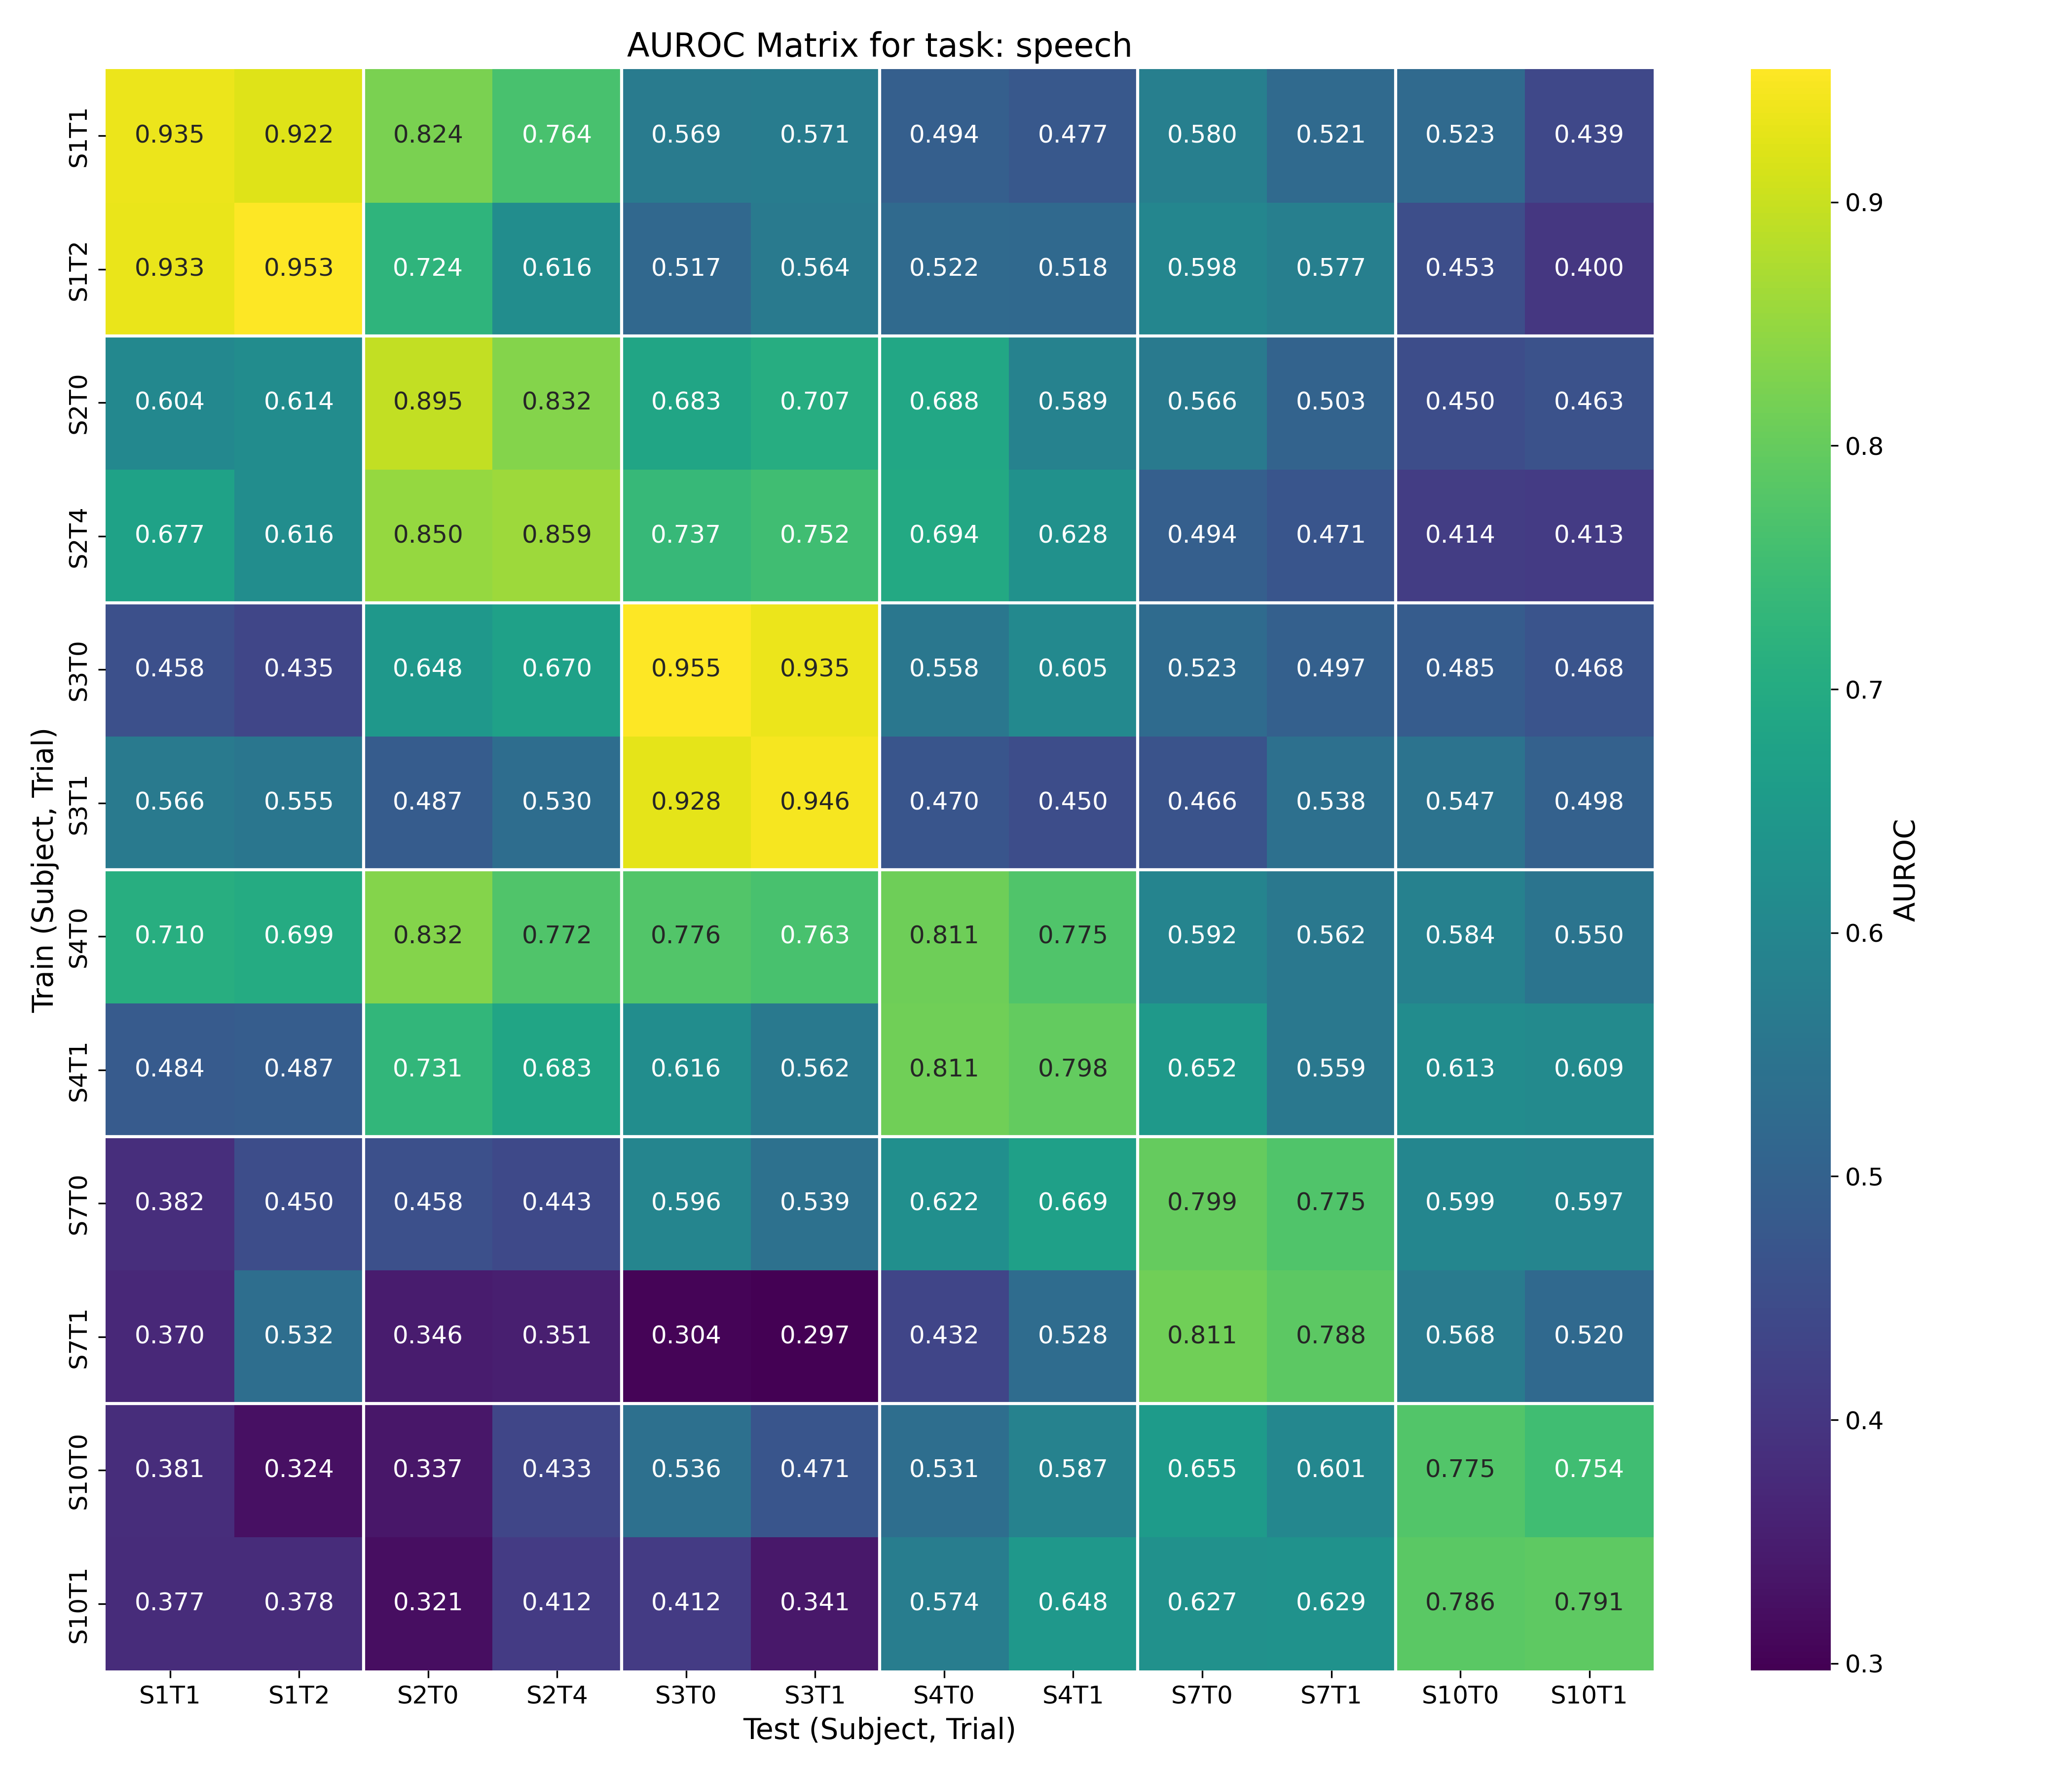 AUROC Matrix for task: speech
S1T1 0.935 0.922 0.824 0.764 0.569 0.571 0.494 0.477 0.580 0.521 0.523 0.439
S1T2 0.933 0.953 0.724 0.616 0.517 0.564 0.522 0.518 0.598 0.577 0.453 0.400
S2T0 0.604 0.614 0.895 0.832 0.683 0.707 0.688 0.589 0.566 0.503 0.450 0.463
S2T4 0.677 0.616 0.850 0.859 0.737 0.752 0.694 0.628 0.494 0.471 0.414 0.413
S3T0 0.458 0.435 0.648 0.670 0.955 0.935 0.558 0.605 0.523 0.497 0.485 0.468
S3T1 0.566 0.555 0.487 0.530 0.928 0.946 0.470 0.450 0.466 0.538 0.547 0.498
S4T0 0.710 0.699 0.832 0.772 0.776 0.763 0.811 0.775 0.592 0.562 0.584 0.550
S4T1 0.484 0.487 0.731 0.683 0.616 0.562 0.811 0.798 0.652 0.559 0.613 0.609
S7T0 0.382 0.450 0.458 0.443 0.596 0.539 0.622 0.669 0.799 0.775 0.599 0.597
S7T1 0.370 0.532 0.346 0.351 0.304 0.297 0.432 0.528 0.811 0.788 0.568 0.520
S10T0 0.381 0.324 0.337 0.433 0.536 0.471 0.531 0.587 0.655 0.601 0.775 0.754
S10T1 0.377 0.378 0.321 0.412 0.412 0.341 0.574 0.648 0.627 0.629 0.786 0.791
S1T1 S1T2 S2T0 S2T4 S3T0 S3T1 S4T0 S4T1 S7T0 S7T1 S10T0 S10T1
Test (Subject, Trial)
Train (Subject, Trial)
0.9
0.8
0.7
0.6
0.5
0.4
0.3
AUROC